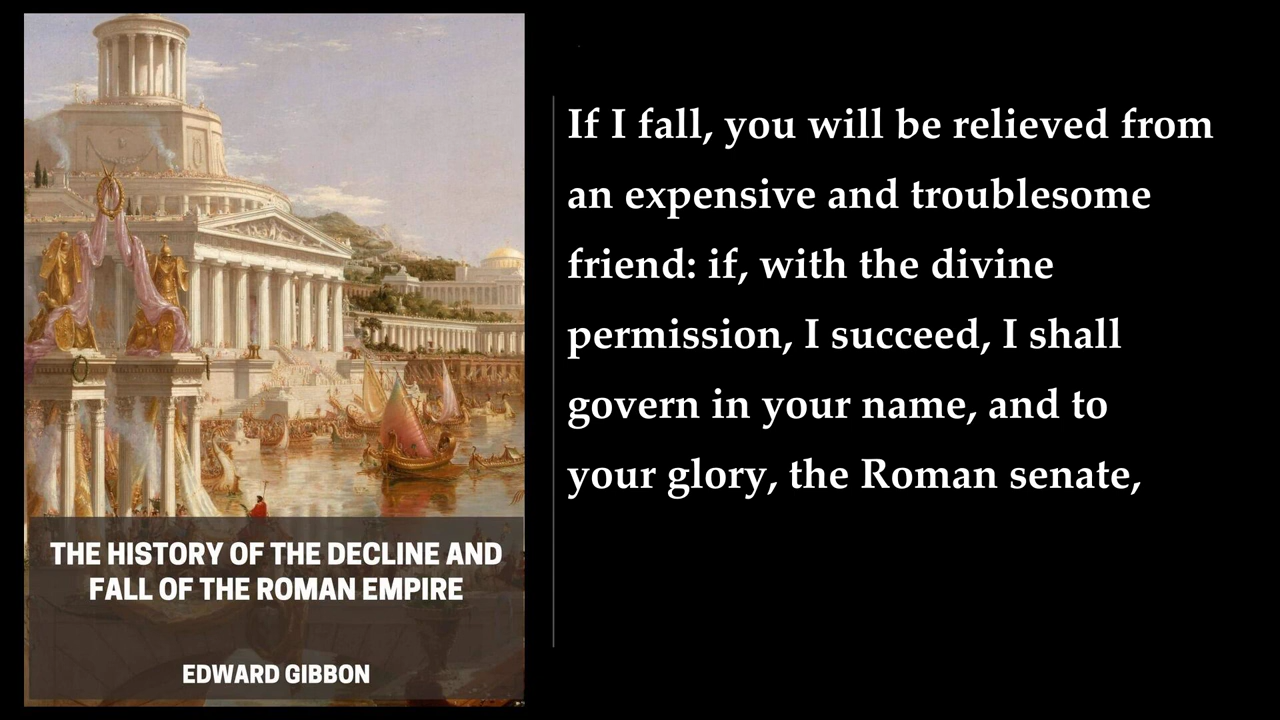 THE HISTORY OF THE DECLINE AND
FALL OF THE ROMAN EMPIRE
EDWARD GIBBON
If I fall, you will be relieved from
an expensive and troublesome
friend: if, with the divine
permission, I succeed, I shall
govern in your name, and to
your glory, the Roman senate,